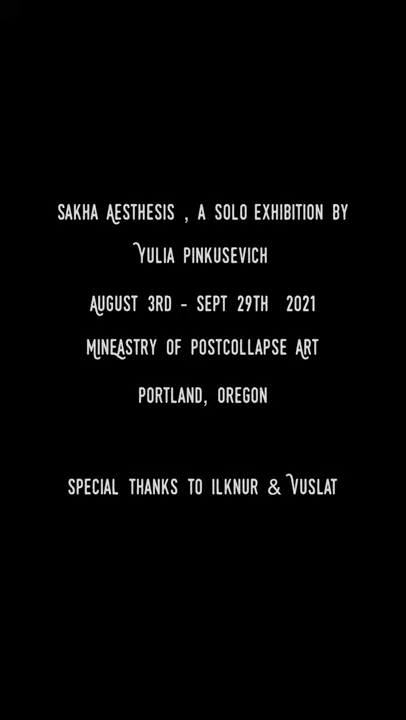 SAKHA AESTHESIS , A SOLO EXHIBITION BY
YULIA PINKUSEVICH
AUGUST 3RD - SEPT 29TH 2021
MINEASTRY OF POSTCOLLAPSE ART
PORTLAND, OREGON
SPECIAL THANKS TO ILKNUR & VUSLAT